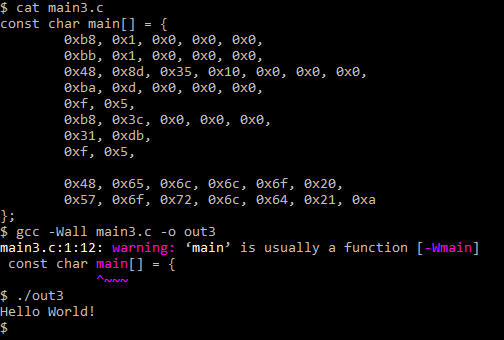 $ cat main3.c
const char main[] = {
        0xb8, 0x1, 0x0, 0x0, 0x0,
        0xbb, 0x1, 0x0, 0x0, 0x0,
        0x48, 0x8d, 0x35, 0x10, 0x0, 0x0, 0x0,
        0xba, 0xd, 0x0, 0x0, 0x0,
        0xf, 0x5,
        0xb8, 0x3c, 0x0, 0x0, 0x0,
        0x31, 0xdb,
        0xf, 0x5,

        0x48, 0x65, 0x6c, 0x6c, 0x6f, 0x20,
        0x57, 0x6f, 0x72, 0x6c, 0x64, 0x21, 0xa
};
$ gcc -Wall main3.c -o out3
main3.c:1:12: warning: ‘main’ is usually a function [-Wmain]
 const char main[] = {
            ^~~~
$ ./out3
Hello World!
$